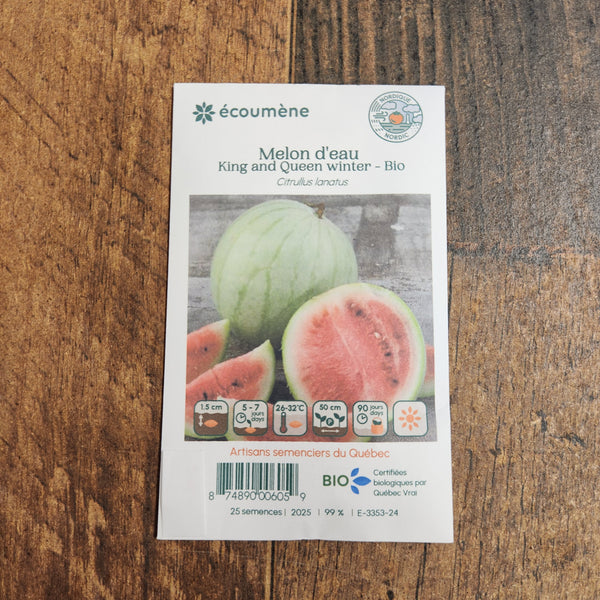 écoumène
NORDIQUE
NORDIC
Melon d'eau
King and Queen winter - Bio
Citrullus lanatus
1.5 cm
5 - 7 jours days
26-32°C
50 cm
90 jours days
Artisans semenciers du Québec
8 74890 00605 9
BIO
Certifiées
biologiques par
Québec Vrai
25 semences | 2025 | 99 % | E-3353-24